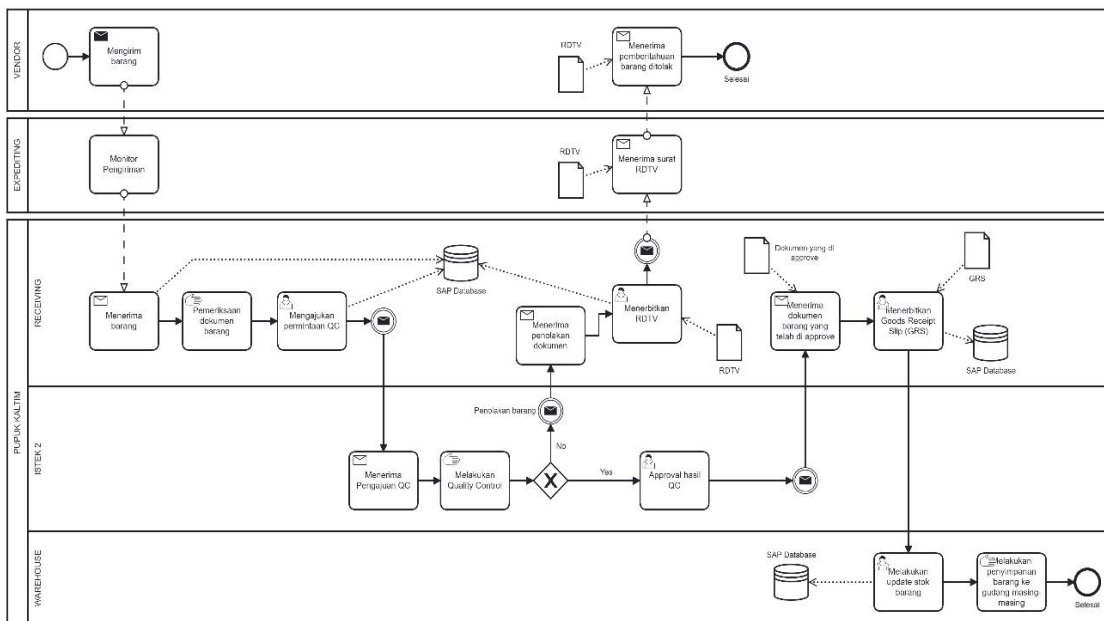 VENDOR
Mengirim
barang
RDTV
Menerima
pemberitahuan
barang ditolak
Selesai
EXPEDITING
Monitor
Pengiriman
RDTV
Menerima surat
RDTV
PUPUK KALTIM
RECEIVING
Menerima
barang
Pemeriksaan
dokumen
barang
Mengajukan
permintaan QC
SAP Database
Menerima
penolakan
dokumen
Menerbitkan
RDTV
RDTV
Dokumen yang di
approve
Menerima
dokumen
barang yang
telah di approve
GRS
Menerbitkan
Goods Receipt
Slip (GRS)
SAP Database
ISTEK 2
Penolakan barang
No
Menerima
Pengajuan QC
Melakukan
Quality Control
X
Yes
Approval hasil
QC
WAREHOUSE
SAP Database
Melakukan
update stok
barang
Melakukan
penyimpanan
barang ke
gudang masing-
masing
Selesai